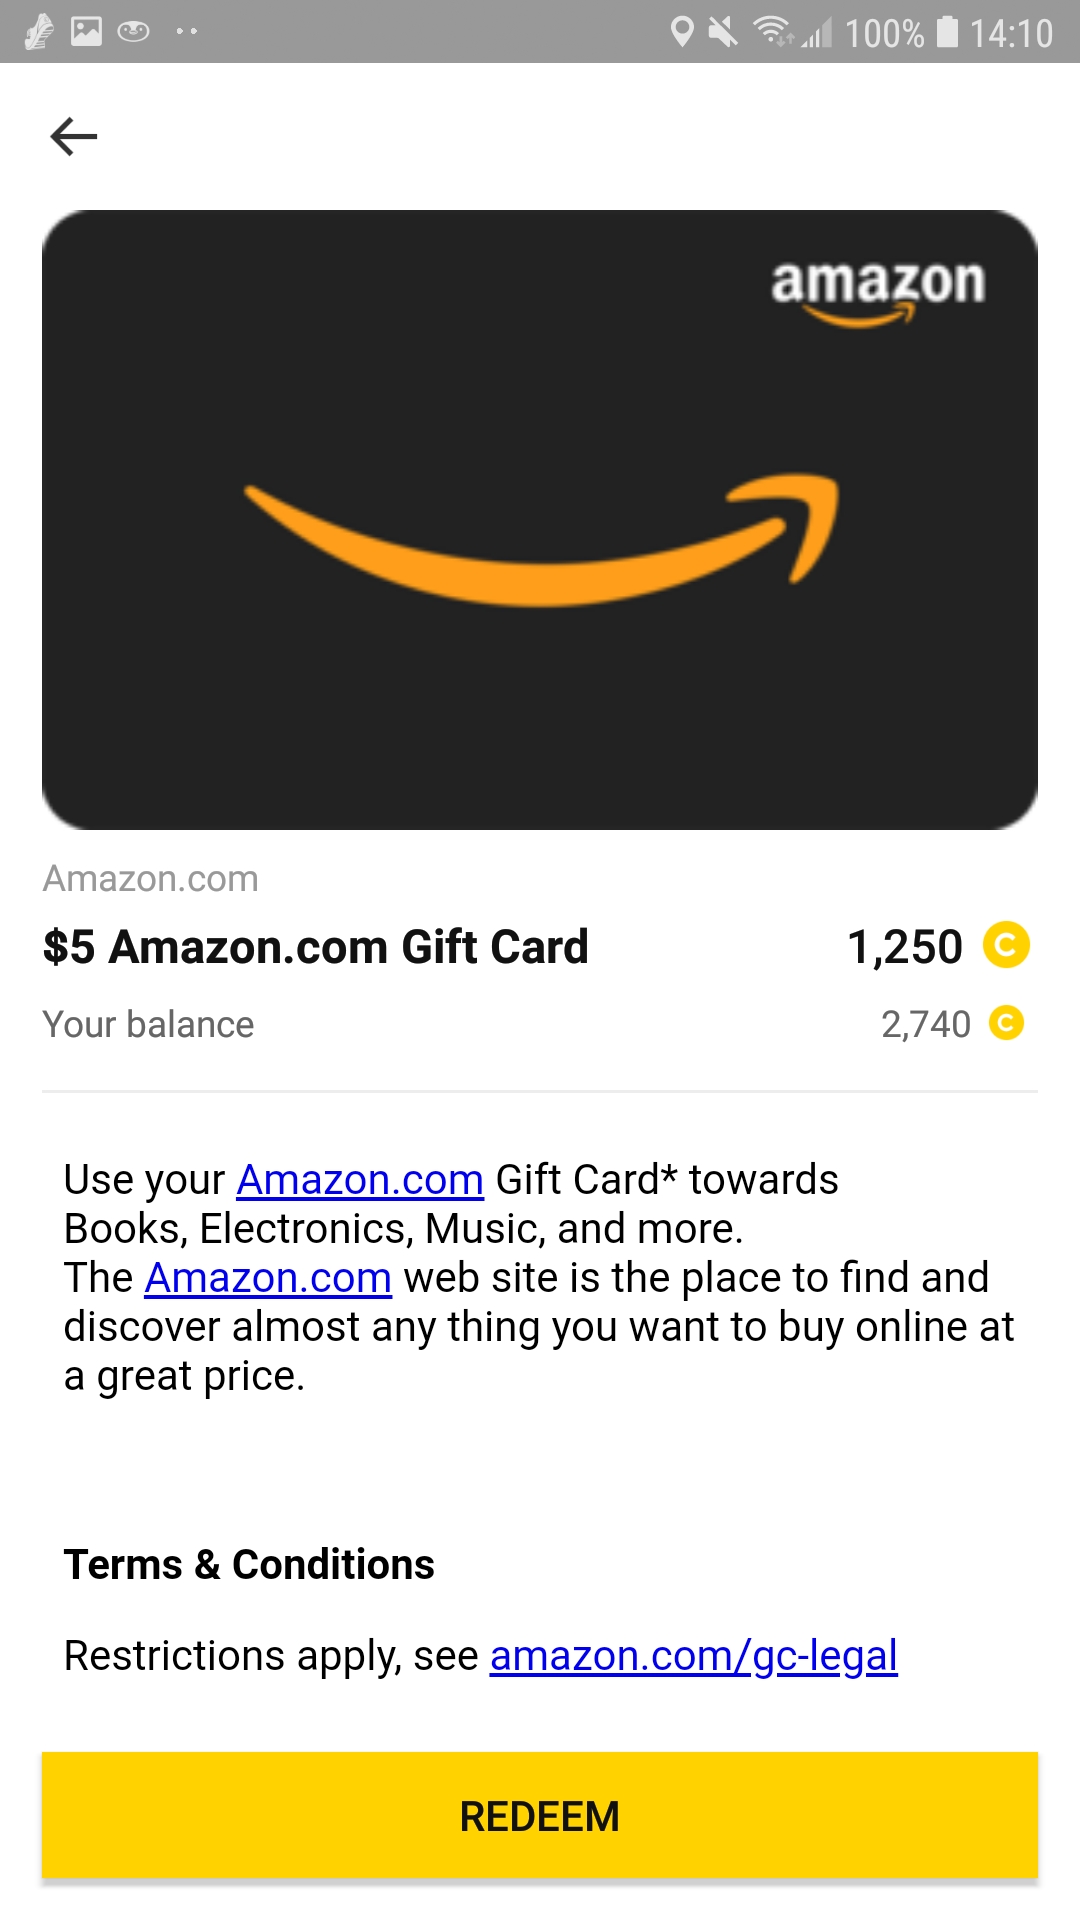 100% 14:10
amazon
Amazon.com
$5 Amazon.com Gift Card 1,250 C
Your balance 2,740 C
Use your Amazon.com Gift Card* towards
Books, Electronics, Music, and more.
The Amazon.com web site is the place to find and
discover almost any thing you want to buy online at
a great price.
Terms & Conditions
Restrictions apply, see amazon.com/gc-legal
REDEEM